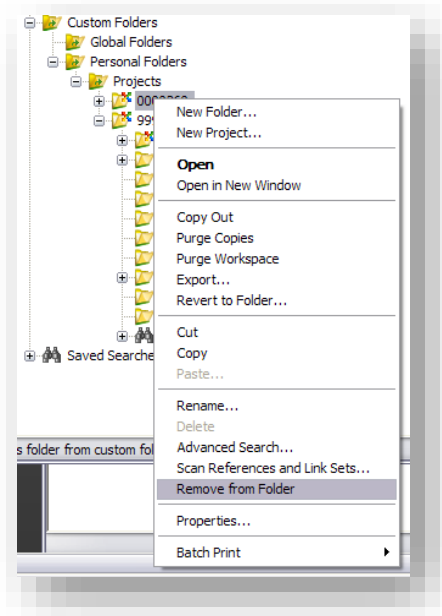 Custom Folders
Global Folders
Personal Folders
Projects
New Folder...
New Project...
Open
Open in New Window
Copy Out
Purge Copies
Purge Workspace
Export...
Revert to Folder...
Cut
Copy
Paste...
Saved Searche
Rename...
Delete
Advanced Search...
s folder from custom fol
Scan References and Link Sets...
Remove from Folder
Properties...
Batch Print